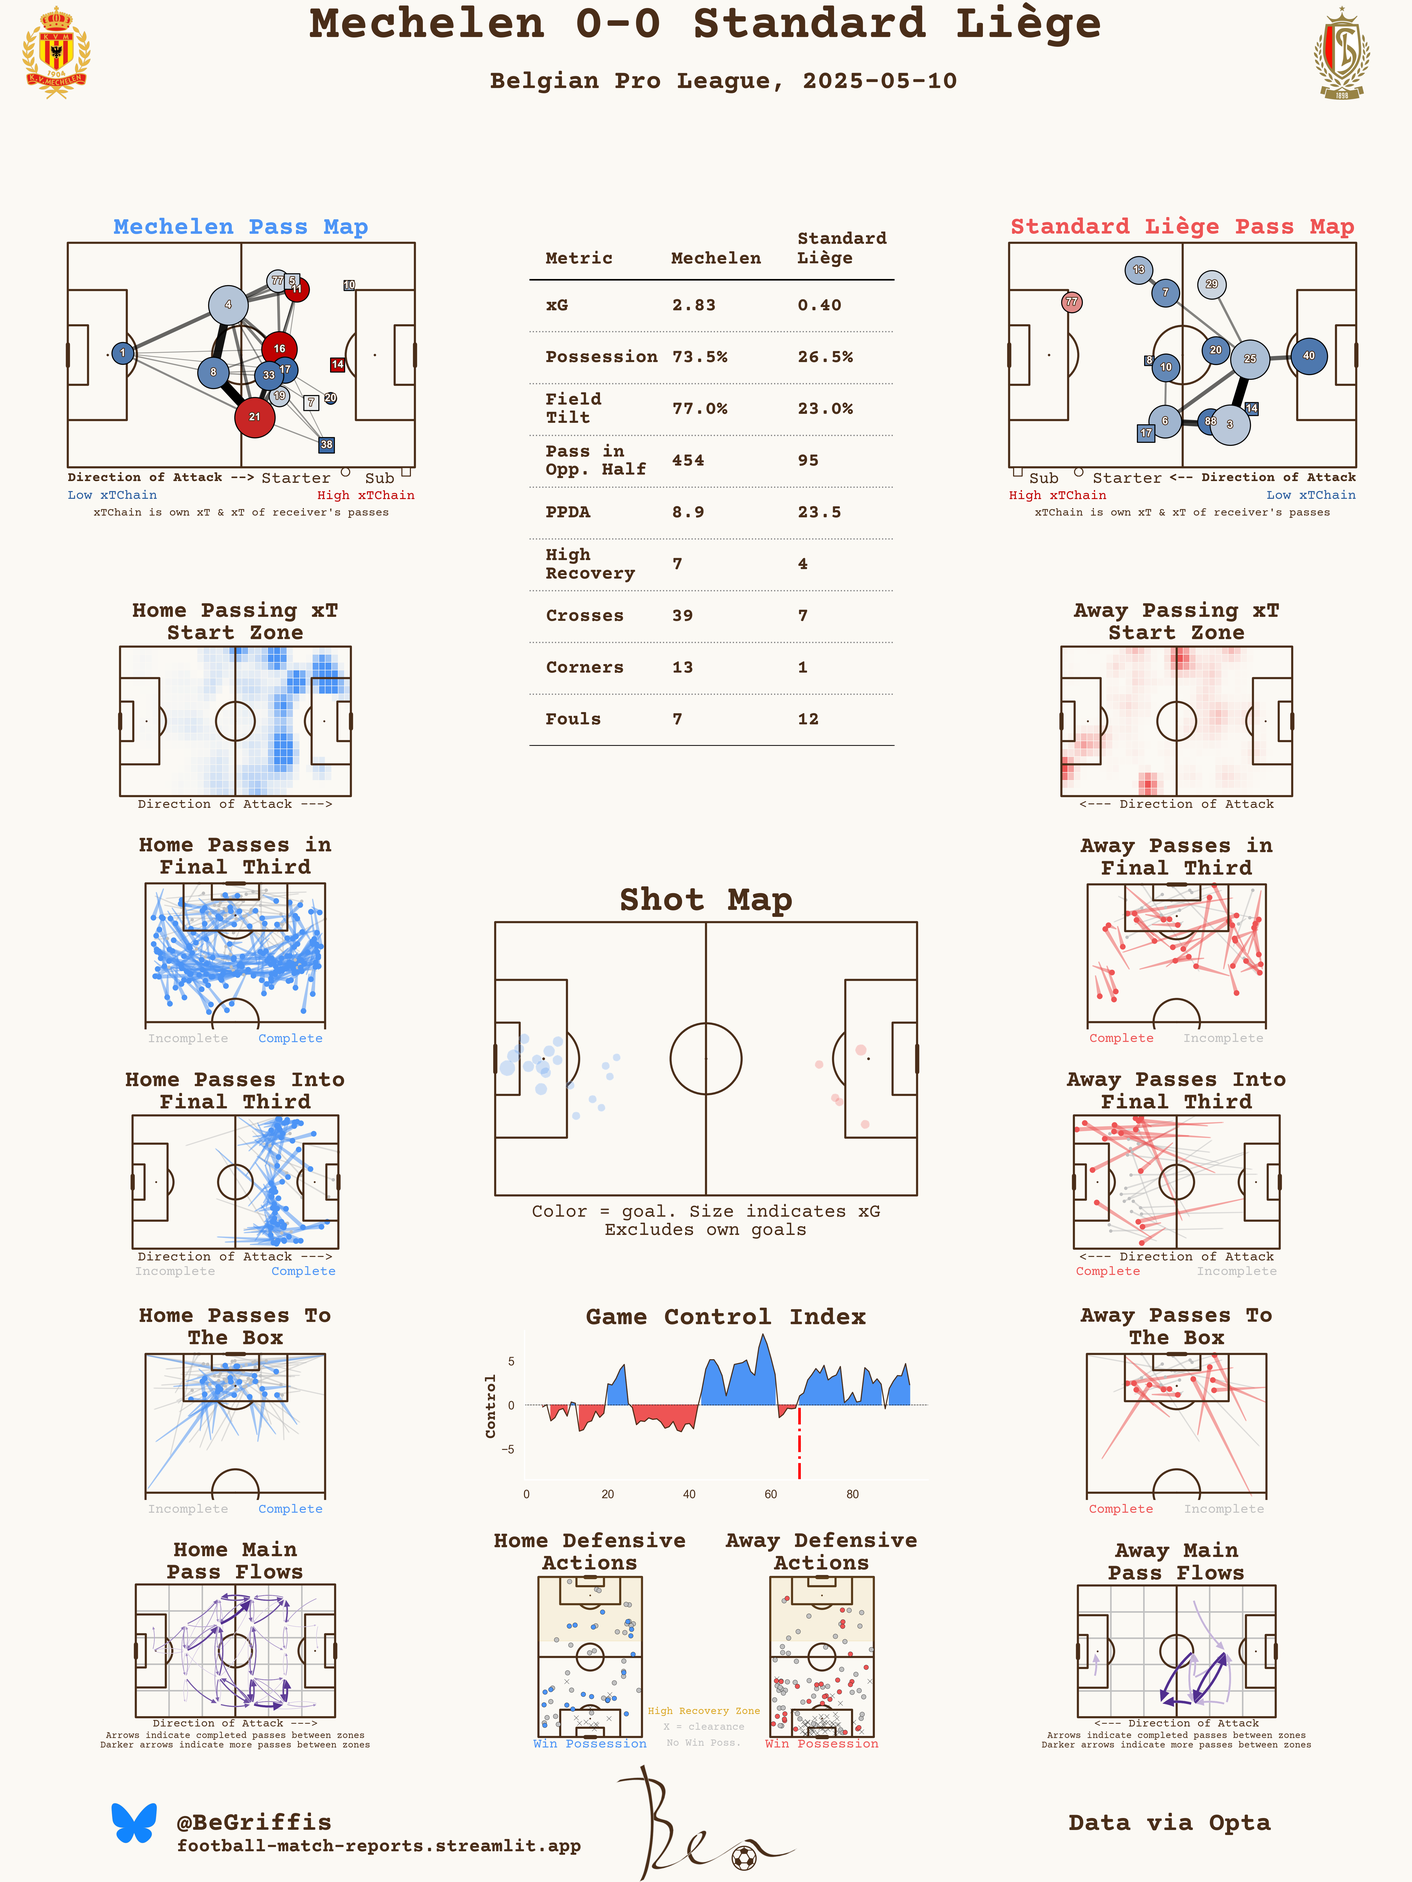 Mechelen 0-0 Standard Liège
Belgian Pro League, 2025-05-10
K V M
1904
K.V. MECHELEN
1898
Mechelen Pass Map
77
5
11
10
4
1
16
14
8
33
17
19
7
20
21
38
Direction of Attack --> Starter Sub
Low xTChain High xTChain
xTChain is own xT & xT of receiver's passes
Metric Mechelen Standard Liège
xG 2.83 0.40
Possession 73.5% 26.5%
Field Tilt 77.0% 23.0%
Pass in Opp. Half 454 95
PPDA 8.9 23.5
High Recovery 7 4
Crosses 39 7
Corners 13 1
Fouls 7 12
Standard Liège Pass Map
13
7
29
77
20
25
40
8
10
6
17
88
3
14
Sub Starter <-- Direction of Attack
High xTChain Low xTChain
xTChain is own xT & xT of receiver's passes
Home Passing xT
Start Zone
Direction of Attack --->
Away Passing xT
Start Zone
<--- Direction of Attack
Home Passes in
Final Third
Incomplete Complete
Away Passes in
Final Third
Complete Incomplete
Shot Map
Color = goal. Size indicates xG
Excludes own goals
Home Passes Into
Final Third
Direction of Attack --->
Incomplete Complete
Away Passes Into
Final Third
<--- Direction of Attack
Complete Incomplete
Home Passes To
The Box
Incomplete Complete
Game Control Index
Control
5
0
−5
0 20 40 60 80
Away Passes To
The Box
Complete Incomplete
Home Main
Pass Flows
Direction of Attack --->
Arrows indicate completed passes between zones
Darker arrows indicate more passes between zones
Home Defensive
Actions
Win Possession
High Recovery Zone
X = clearance
No Win Poss.
Away Defensive
Actions
Win Possession
Away Main
Pass Flows
<--- Direction of Attack
Arrows indicate completed passes between zones
Darker arrows indicate more passes between zones
@BeGriffis
football-match-reports.streamlit.app
Ben
Data via Opta